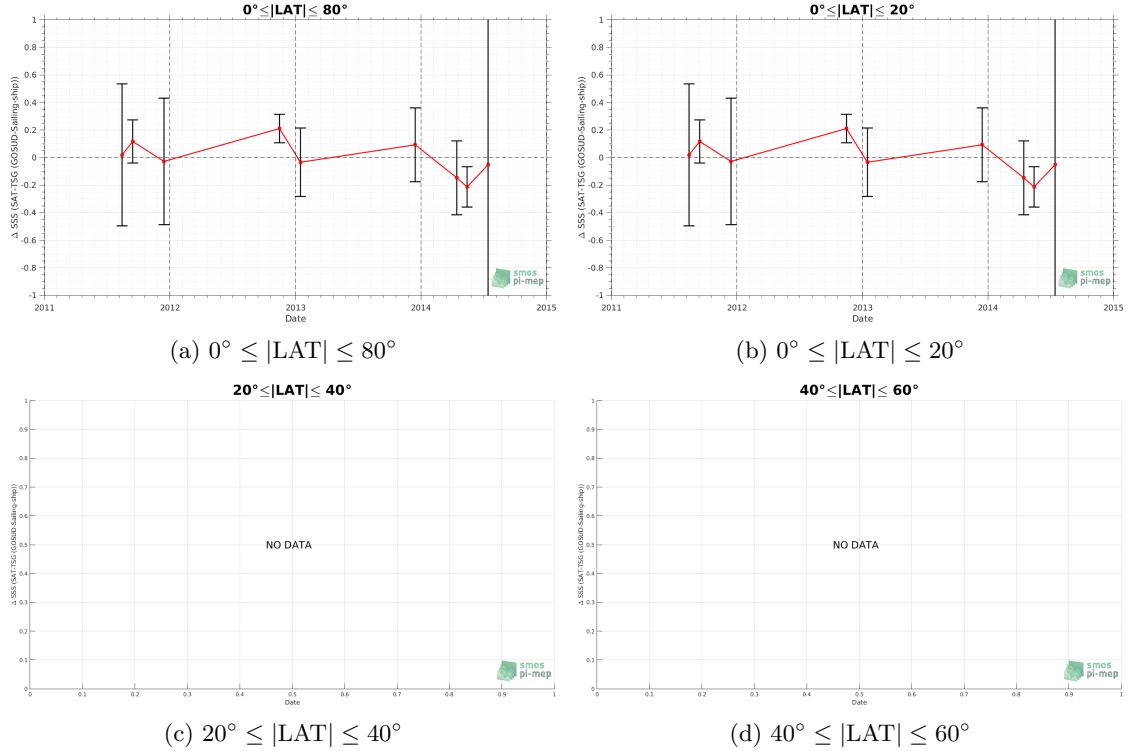 0°≤|LAT|≤ 80°
1
0.8
0.6
0.4
0.2
0
-0.2
-0.4
-0.6
-0.8
-1
Δ SSS (SAT-TSG (GOSUD-Sailing-ship))
2011 2012 2013 2014 2015
Date
smos
pi-mep
(a) 0° ≤ |LAT| ≤ 80°
0°≤|LAT|≤ 20°
1
0.8
0.6
0.4
0.2
0
-0.2
-0.4
-0.6
-0.8
-1
Δ SSS (SAT-TSG (GOSUD-Sailing-ship))
2011 2012 2013 2014 2015
Date
smos
pi-mep
(b) 0° ≤ |LAT| ≤ 20°
20°≤|LAT|≤ 40°
1
0.9
0.8
0.7
0.6
0.5
0.4
0.3
0.2
0.1
0
Δ SSS (SAT-TSG (GOSUD-Sailing-ship))
NO DATA
0 0.1 0.2 0.3 0.4 0.5 0.6 0.7 0.8 0.9 1
Date
smos
pi-mep
(c) 20° ≤ |LAT| ≤ 40°
40°≤|LAT|≤ 60°
1
0.9
0.8
0.7
0.6
0.5
0.4
0.3
0.2
0.1
0
Δ SSS (SAT-TSG (GOSUD-Sailing-ship))
NO DATA
0 0.1 0.2 0.3 0.4 0.5 0.6 0.7 0.8 0.9 1
Date
smos
pi-mep
(d) 40° ≤ |LAT| ≤ 60°